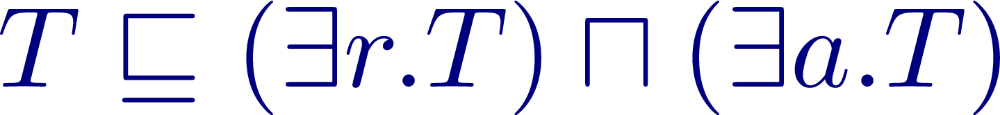 T ⊑ (∃r.T) ⊓ (∃a.T)